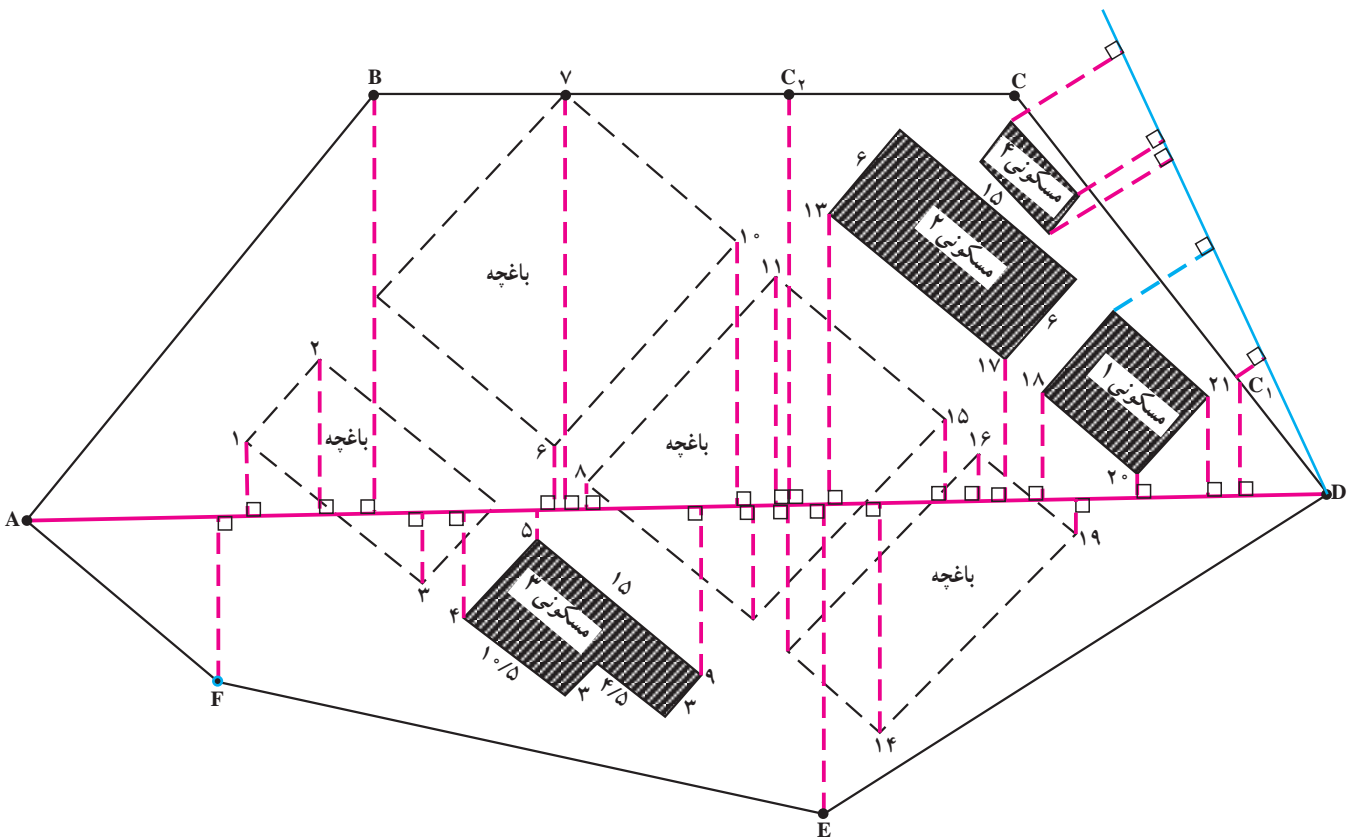 B
۷
C۲
C
۶
مسکونی ۴
۱۵
مسکونی ۲
۱۳
۱۰
۱۱
باغچه
۶
۲
۱۷
۱۸
مسکونی ۱
۲۱
C۱
۱
باغچه
۶
۸
باغچه
۱۵
۱۶
۲۰
A
D
۵
۱۹
۳
۴
مسکونی ۳
۱۵
باغچه
۱۰/۵
۳
۴/۵
۹
۳
F
۱۴
E